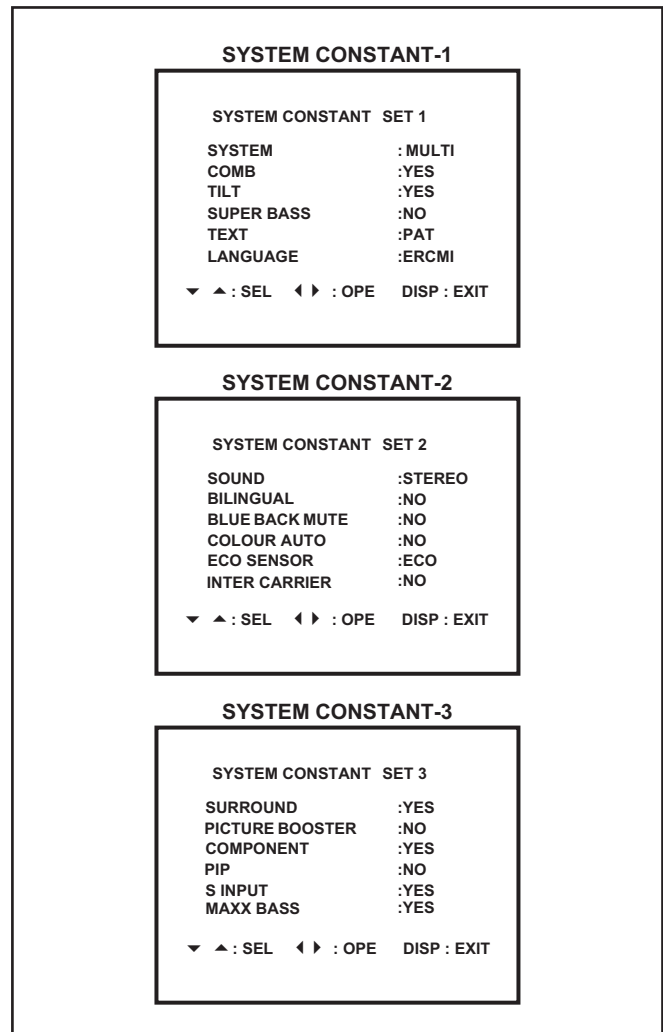 SYSTEM CONSTANT-1
SYSTEM CONSTANT SET 1
SYSTEM : MULTI
COMB :YES
TILT :YES
SUPER BASS :NO
TEXT :PAT
LANGUAGE :ERCMI
▼ ▲ : SEL ◀ ▶ : OPE DISP : EXIT
SYSTEM CONSTANT-2
SYSTEM CONSTANT SET 2
SOUND :STEREO
BILINGUAL :NO
BLUE BACK MUTE :NO
COLOUR AUTO :NO
ECO SENSOR :ECO
INTER CARRIER :NO
▼ ▲ : SEL ◀ ▶ : OPE DISP : EXIT
SYSTEM CONSTANT-3
SYSTEM CONSTANT SET 3
SURROUND :YES
PICTURE BOOSTER :NO
COMPONENT :YES
PIP :NO
S INPUT :YES
MAXX BASS :YES
▼ ▲ : SEL ◀ ▶ : OPE DISP : EXIT